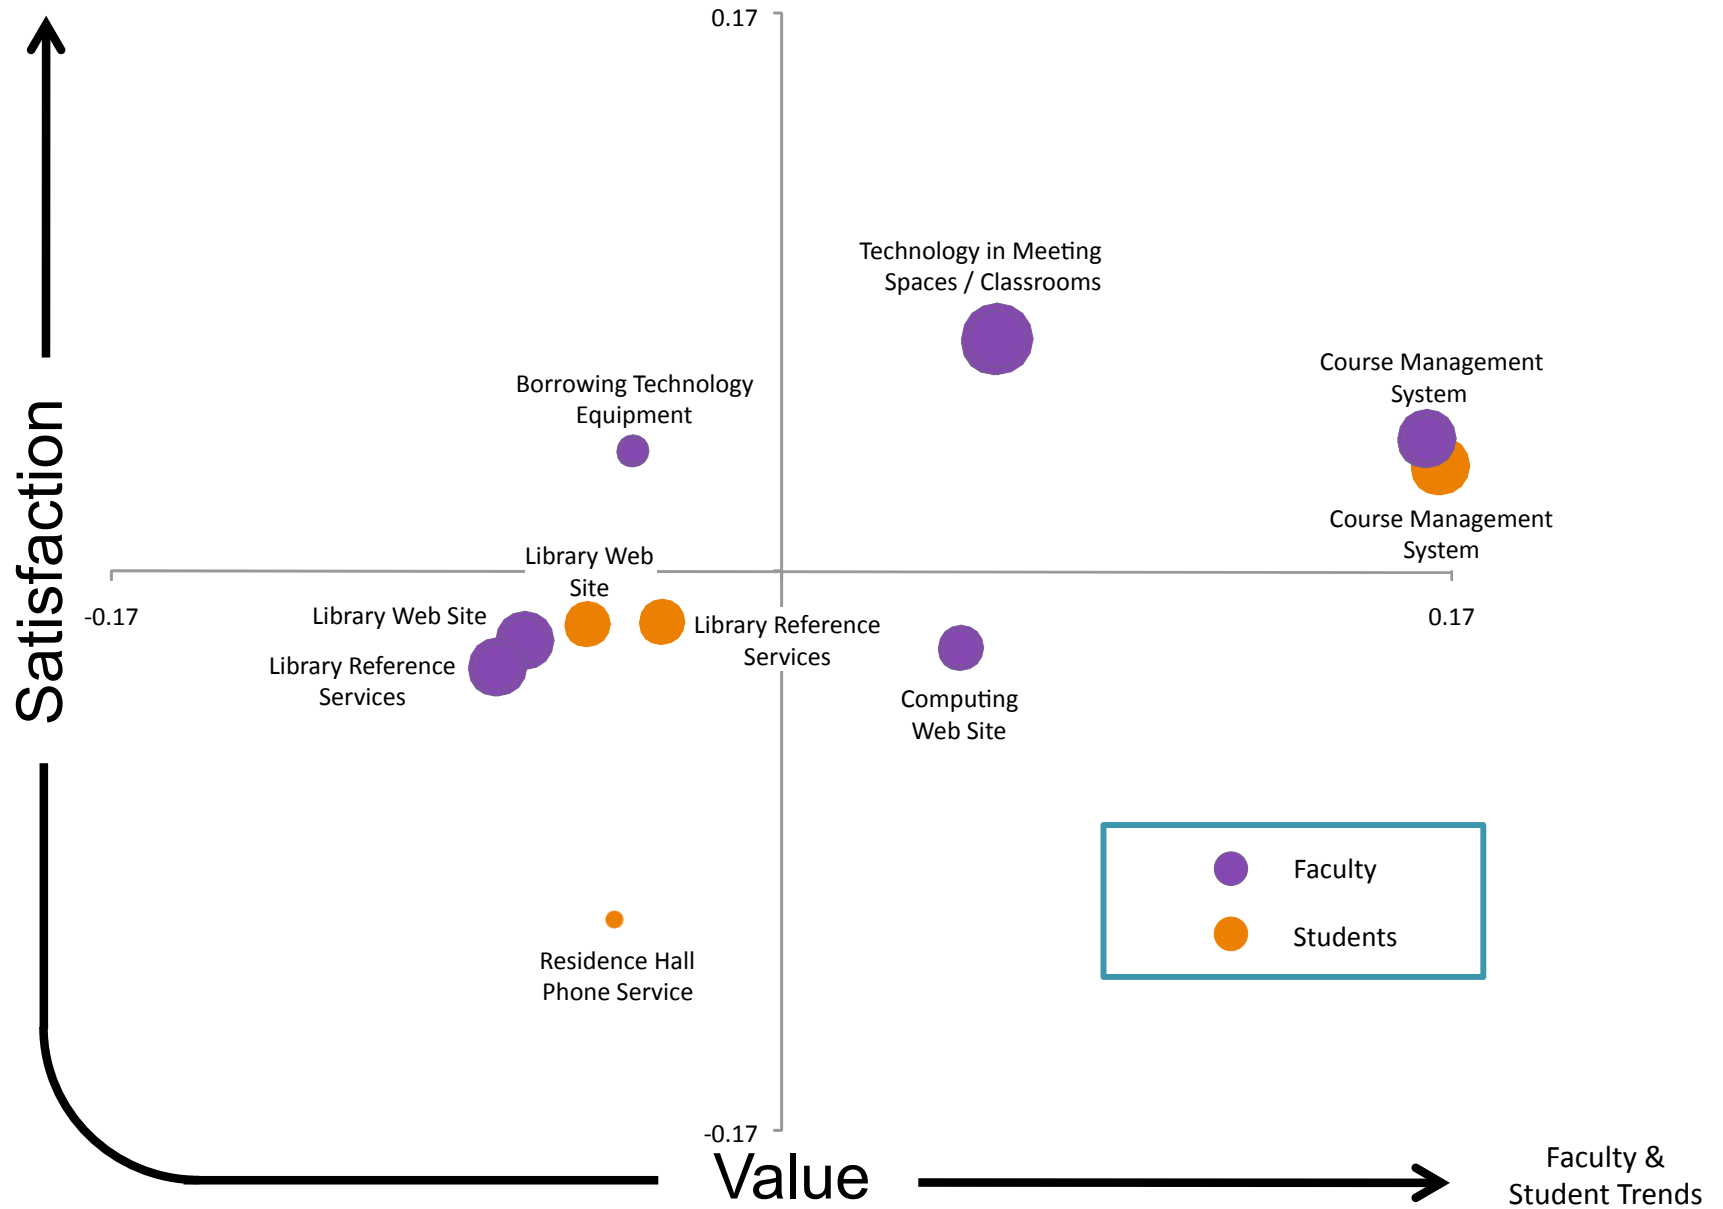 0.17
Technology in Meeting
Spaces / Classrooms
Course Management
System
Borrowing Technology
Equipment
Satisfaction
Course Management
System
Library Web
Site
-0.17
Library Web Site
Library Reference
Services
0.17
Library Reference
Services
Computing
Web Site
Faculty
Students
Residence Hall
Phone Service
-0.17
Value
Faculty &
Student Trends